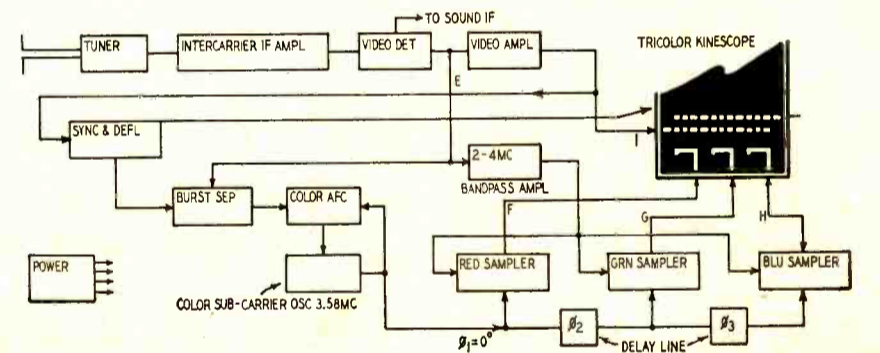 TO SOUND IF
TUNER
INTERCARRIER IF AMPL
VIDEO DET
VIDEO AMPL
TRICOLOR KINESCOPE
E
SYNC & DEFL
I
2-4MC
BANDPASS AMPL
BURST SEP
COLOR AFC
F
G
H
POWER
RED SAMPLER
GRN SAMPLER
BLU SAMPLER
COLOR SUB-CARRIER OSC 3.58MC
ø₁=0°
ø₂
ø₃
DELAY LINE